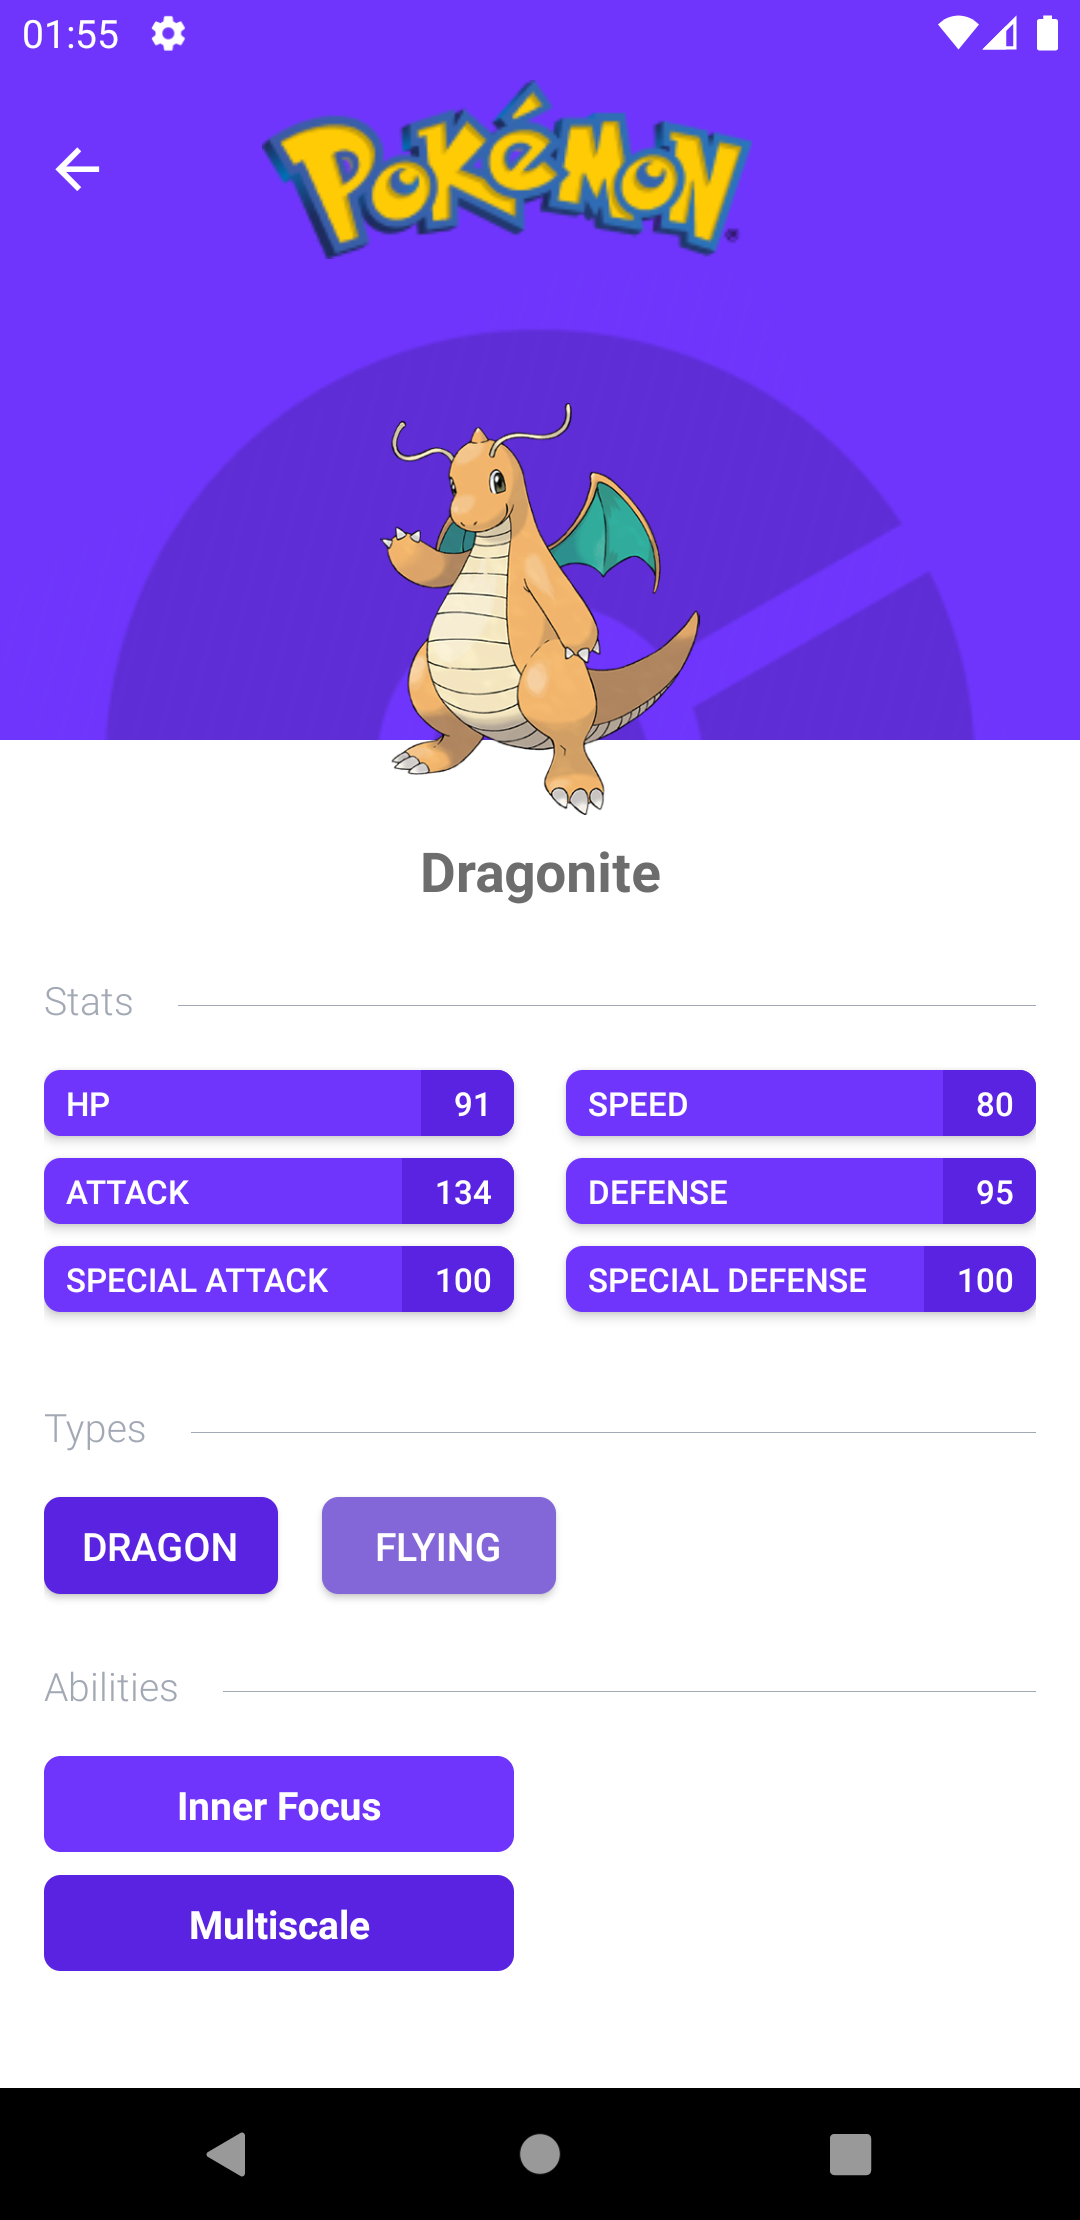 01:55
POKéMON
Dragonite
Stats
HP 91 SPEED 80
ATTACK 134 DEFENSE 95
SPECIAL ATTACK 100 SPECIAL DEFENSE 100
Types
DRAGON FLYING
Abilities
Inner Focus
Multiscale